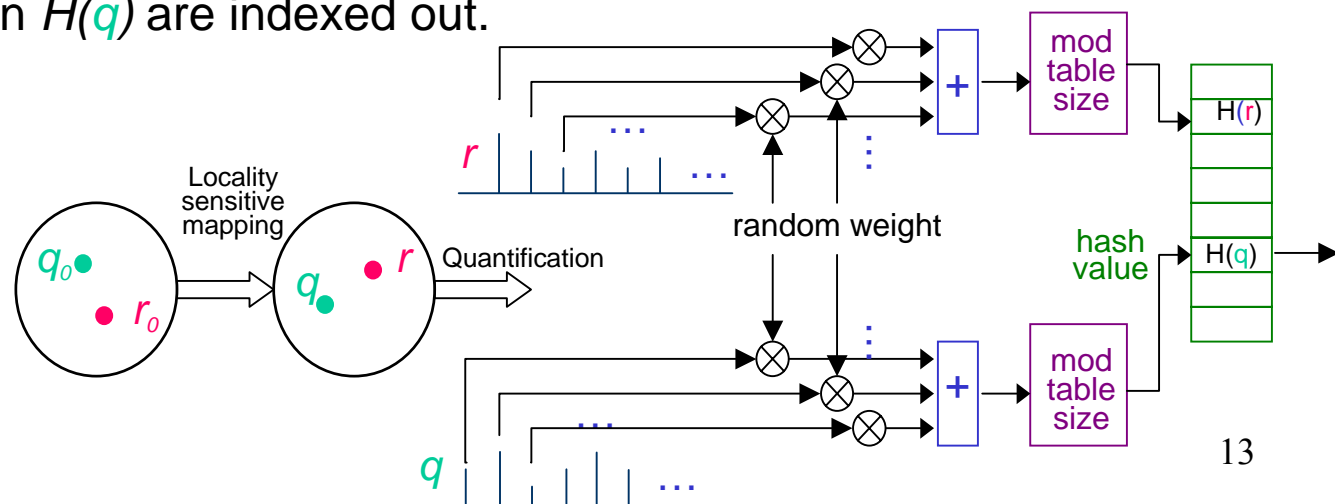 n H(q) are indexed out.
mod
table
size
+
H(r)
...
r
...
⋮
Locality
sensitive
mapping
random weight
q₀
r
Quantification
hash
value
H(q)
q
r₀
⋮
mod
table
size
+
...
q
...
13